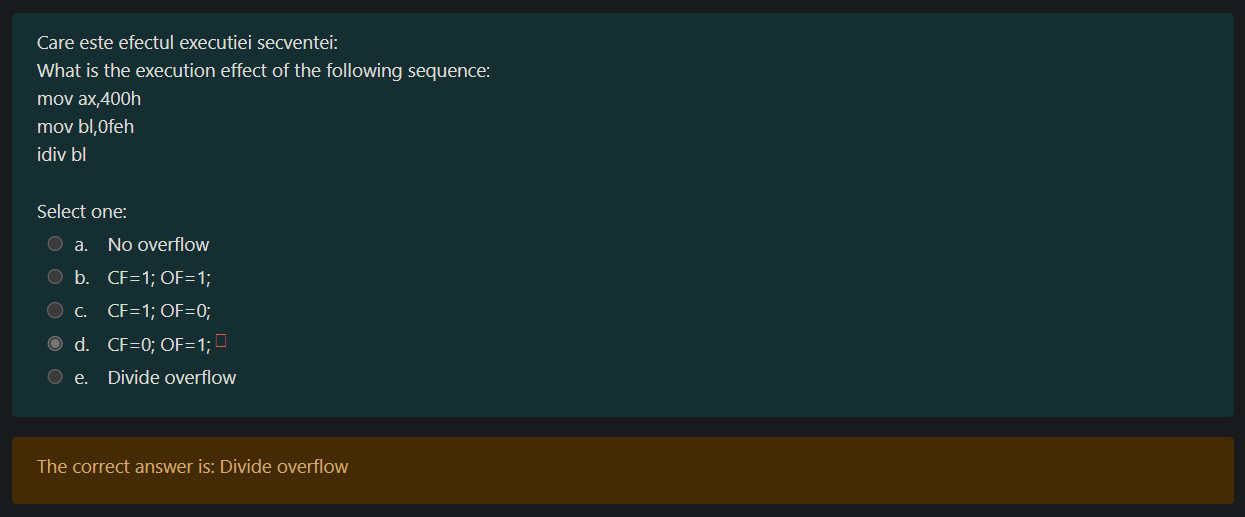 Care este efectul executiei secventei:
What is the execution effect of the following sequence:
mov ax,400h
mov bl,0feh
idiv bl
Select one:
a. No overflow
b. CF=1; OF=1;
c. CF=1; OF=0;
d. CF=0; OF=1;
e. Divide overflow
The correct answer is: Divide overflow